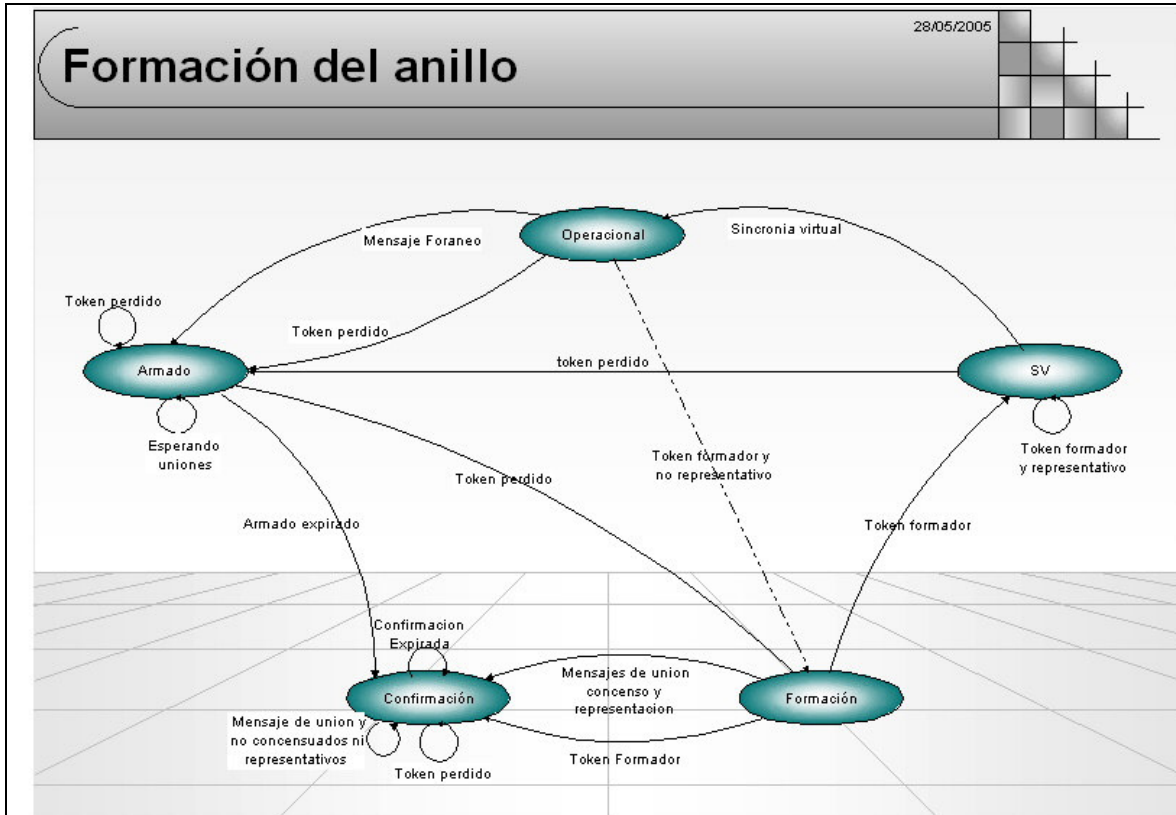 28/05/2005
Formación del anillo
Operacional
Sincronia virtual
Mensaje Foraneo
Token perdido
Token perdido
token perdido
Armado
SV
Esperando
uniones
Token formador y
no representativo
Token formador
y representativo
Token perdido
Armado expirado
Token formador
Confirmacion
Expirada
Mensajes de union
concenso y
representacion
Confirmación
Formación
Mensaje de union y
no concensuados ni
representativos
Token Formador
Token perdido